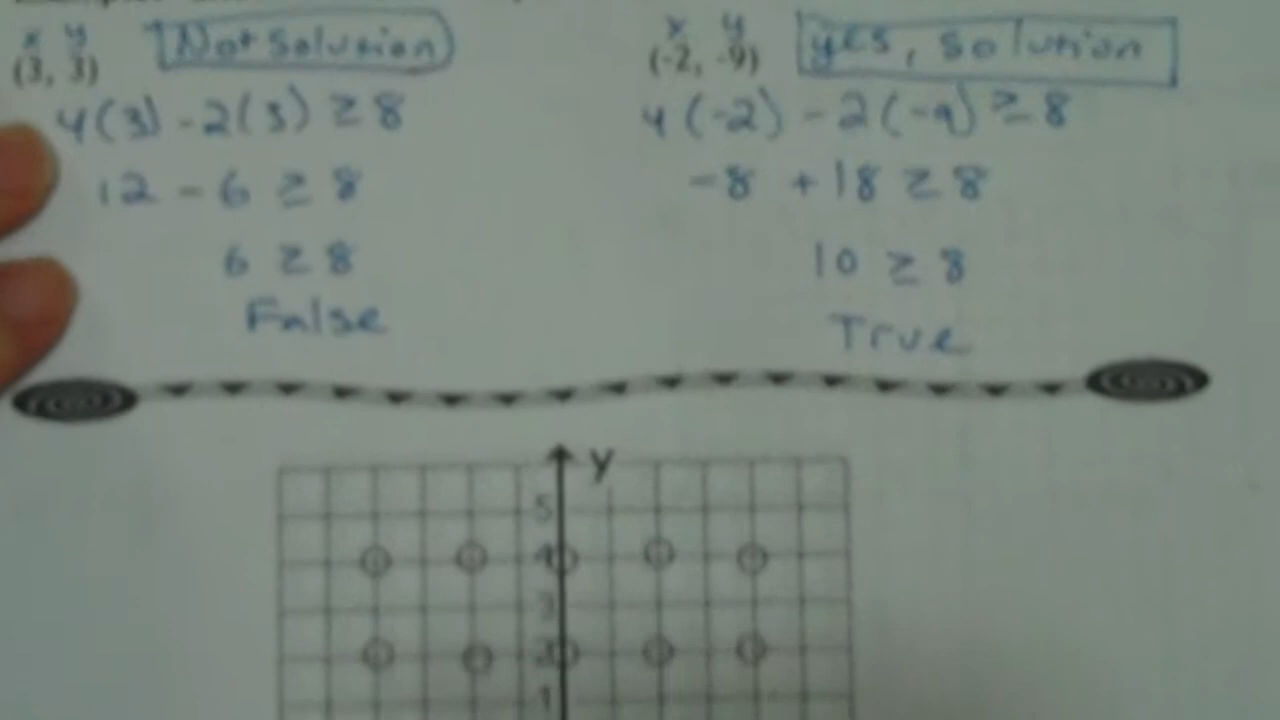 x y
(3, 3)
Not Solution
4(3) - 2(3) ≥ 8
12 - 6 ≥ 8
6 ≥ 8
False
x y
(-2, -9)
yes, Solution
4(-2) - 2(-9) ≥ 8
-8 + 18 ≥ 8
10 ≥ 8
True
y
5
4
3
2
1